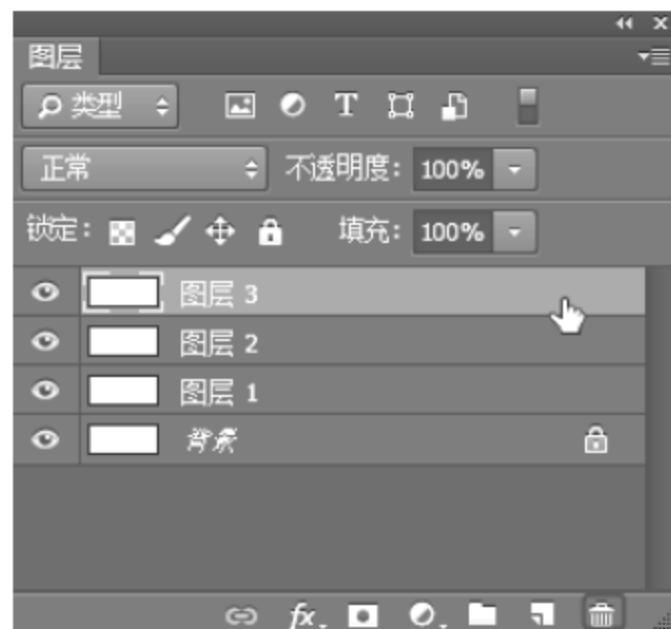 图层
类型
T
正常 不透明度: 100%
锁定: 填充: 100%
图层 3
图层 2
图层 1
背景
fx.